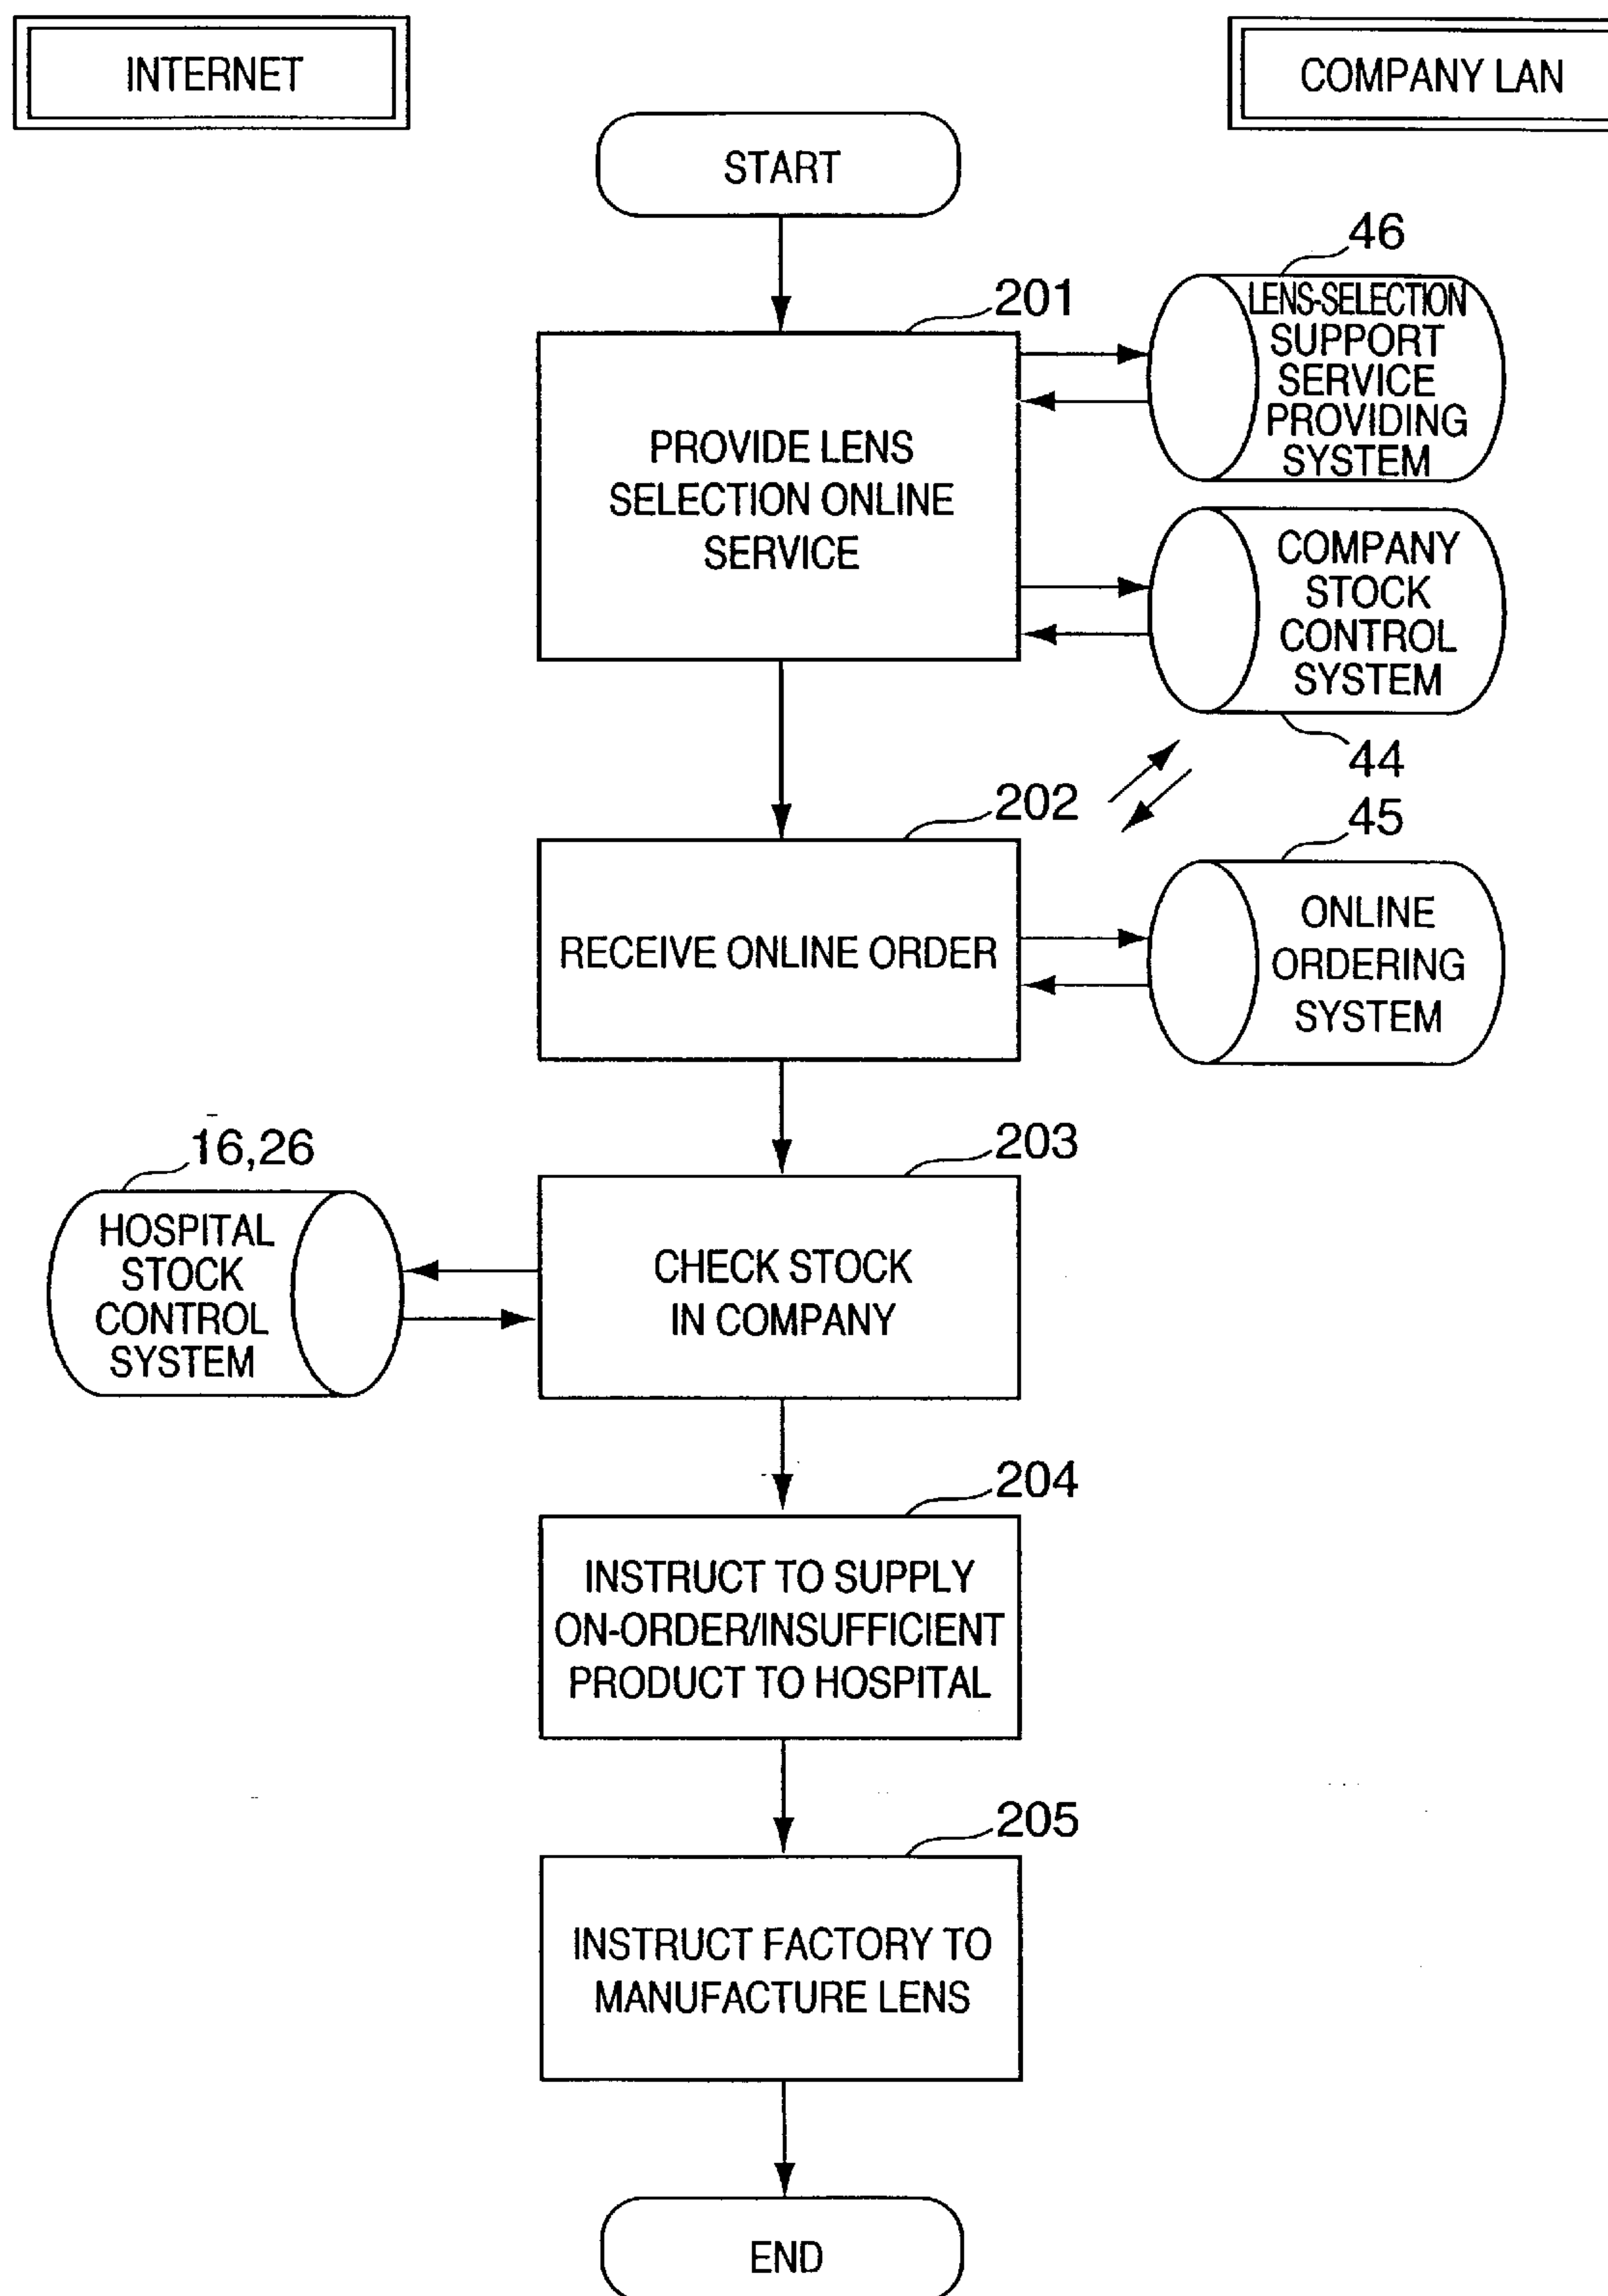 INTERNET
COMPANY LAN
START
46
LENS-SELECTION
SUPPORT
SERVICE
PROVIDING
SYSTEM
201
PROVIDE LENS
SELECTION ONLINE
SERVICE
COMPANY
STOCK
CONTROL
SYSTEM
44
202
45
RECEIVE ONLINE ORDER
ONLINE
ORDERING
SYSTEM
16,26
HOSPITAL
STOCK
CONTROL
SYSTEM
203
CHECK STOCK
IN COMPANY
204
INSTRUCT TO SUPPLY
ON-ORDER/INSUFFICIENT
PRODUCT TO HOSPITAL
205
INSTRUCT FACTORY TO
MANUFACTURE LENS
END